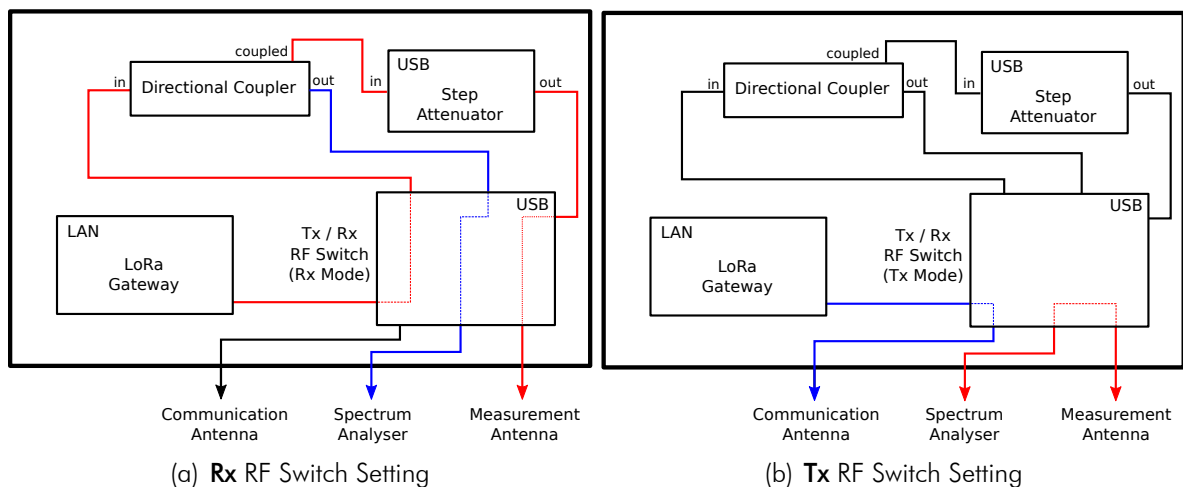 coupled
USB
in
Directional Coupler
out
in
Step
Attenuator
out
LAN
LoRa
Gateway
Tx / Rx
RF Switch
(Rx Mode)
USB
Communication
Antenna
Spectrum
Analyser
Measurement
Antenna
(a) Rx RF Switch Setting
coupled
USB
in
Directional Coupler
out
in
Step
Attenuator
out
LAN
LoRa
Gateway
Tx / Rx
RF Switch
(Tx Mode)
USB
Communication
Antenna
Spectrum
Analyser
Measurement
Antenna
(b) Tx RF Switch Setting